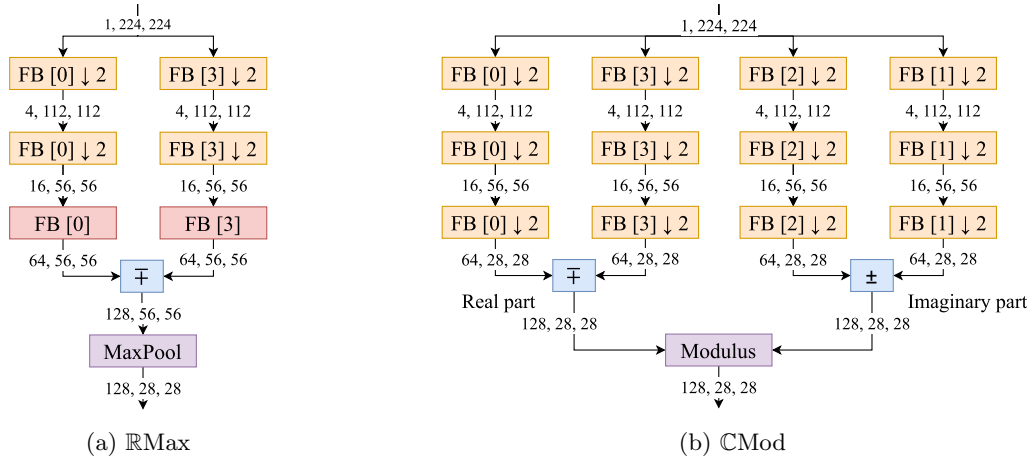 1, 224, 224
FB [0] ↓ 2
FB [3] ↓ 2
4, 112, 112
4, 112, 112
FB [0] ↓ 2
FB [3] ↓ 2
16, 56, 56
16, 56, 56
FB [0]
FB [3]
64, 56, 56
64, 56, 56
∓
128, 56, 56
MaxPool
128, 28, 28
(a) ℝMax
1, 224, 224
FB [0] ↓ 2
FB [3] ↓ 2
FB [2] ↓ 2
FB [1] ↓ 2
4, 112, 112
4, 112, 112
4, 112, 112
4, 112, 112
FB [0] ↓ 2
FB [3] ↓ 2
FB [2] ↓ 2
FB [1] ↓ 2
16, 56, 56
16, 56, 56
16, 56, 56
16, 56, 56
FB [0] ↓ 2
FB [3] ↓ 2
FB [2] ↓ 2
FB [1] ↓ 2
64, 28, 28
∓
64, 28, 28
64, 28, 28
±
64, 28, 28
Real part
Imaginary part
128, 28, 28
128, 28, 28
Modulus
128, 28, 28
(b) ℂMod